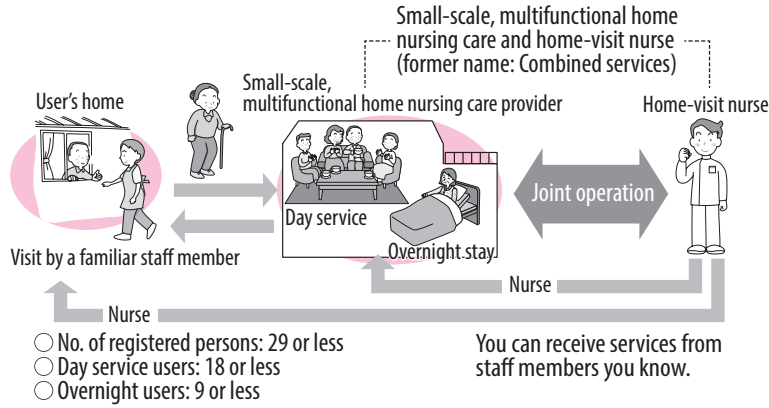 Small-scale, multifunctional home
nursing care and home-visit nurse
(former name: Combined services)
Small-scale,
multifunctional home nursing care provider
User's home
Home-visit nurse
Joint operation
Day service
Overnight stay
Visit by a familiar staff member
Nurse
Nurse
○ No. of registered persons: 29 or less
○ Day service users: 18 or less
○ Overnight users: 9 or less
You can receive services from
staff members you know.